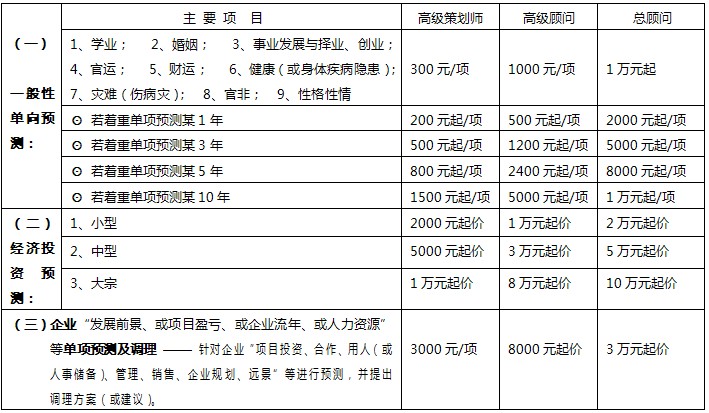 主 要 项 目 高级策划师 高级顾问 总顾问
（一） 一般性单向预测：
1、学业； 2、婚姻； 3、事业发展与择业、创业；
4、官运； 5、财运； 6、健康（或身体疾病隐患）；
7、灾难（伤病灾）； 8、官非； 9、性格性情
300 元/项 1000 元/项 1 万元起
⊙ 若着重单项预测某 1 年 200 元起/项 500 元起/项 2000 元起/项
⊙ 若着重单项预测某 3 年 500 元起/项 1200 元起/项 5000 元起/项
⊙ 若着重单项预测某 5 年 800 元起/项 2400 元起/项 8000 元起/项
⊙ 若着重单项预测某 10 年 1500 元起/项 5000 元起/项 1 万元/项
（二）经济投资预测：
1、小型 2000 元起价 1 万元起价 2 万元起价
2、中型 5000 元起价 3 万元起价 5 万元起价
3、大宗 1 万元起价 8 万元起价 10 万元起价
（三）企业“发展前景、或项目盈亏、或企业流年、或人力资源”
等单项预测及调理 —— 针对企业“项目投资、合作、用人（或
人事储备）、管理、销售、企业规划、远景”等进行预测，并提出
调理方案（或建议）。
3000 元/项 8000 元起价 3 万元起价